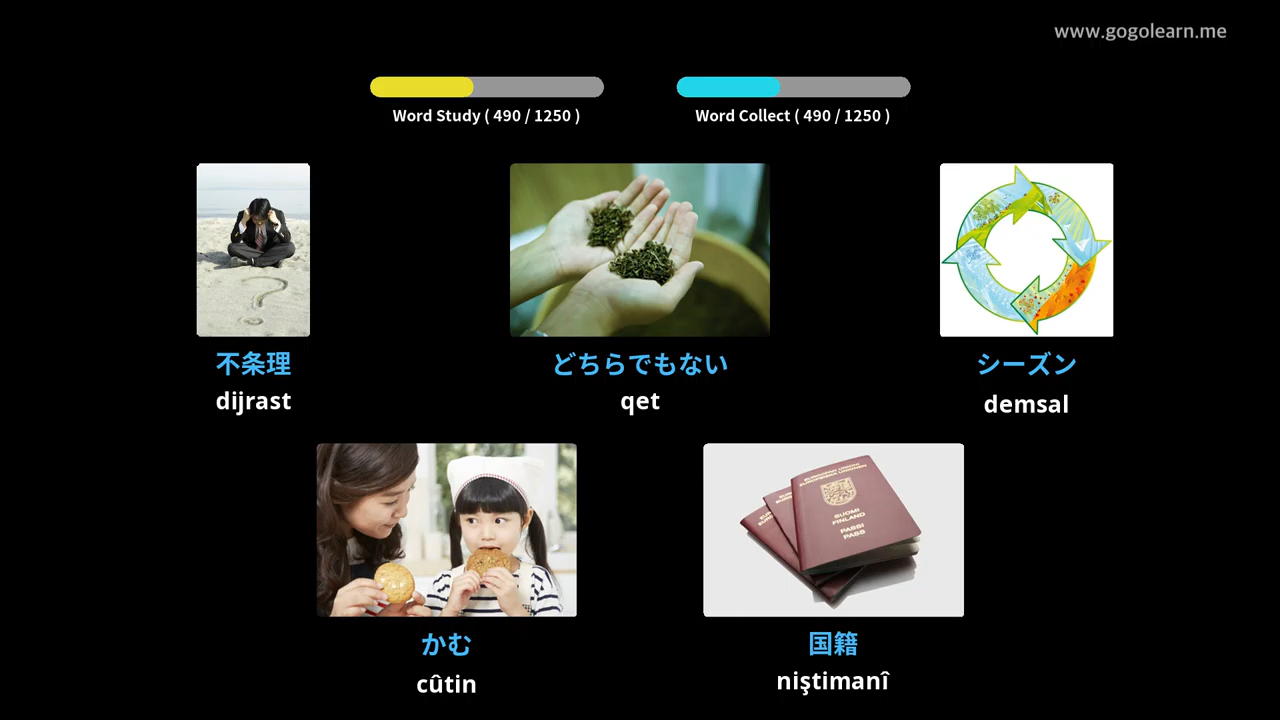 www.gogolearn.me
Word Study ( 490 / 1250 )
Word Collect ( 490 / 1250 )
不条理
dijrast
どちらでもない
qet
シーズン
demsal
SUOMI
FINLAND
PASSI
PASS
かむ
cûtin
国籍
niştimanî